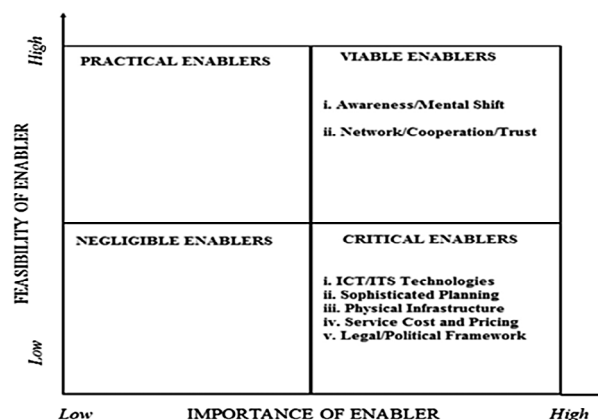 High
FEASIBILITY OF ENABLER
Low
PRACTICAL ENABLERS
VIABLE ENABLERS
i. Awareness/Mental Shift
ii. Network/Cooperation/Trust
NEGLIGIBLE ENABLERS
CRITICAL ENABLERS
i. ICT/ITS Technologies
ii. Sophisticated Planning
iii. Physical Infrastructure
iv. Service Cost and Pricing
v. Legal/Political Framework
Low
IMPORTANCE OF ENABLER
High